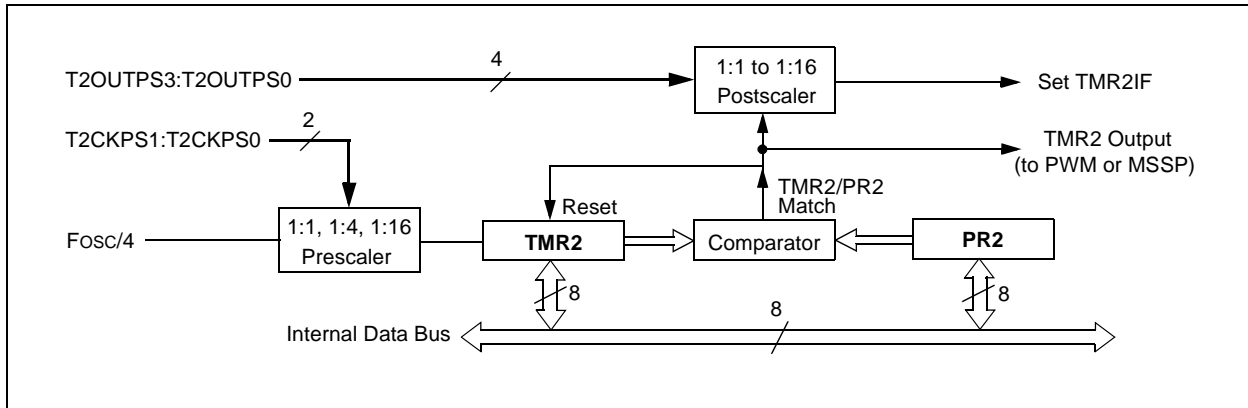 T2OUTPS3:T2OUTPS0
4
1:1 to 1:16
Postscaler
Set TMR2IF
T2CKPS1:T2CKPS0
2
TMR2 Output
(to PWM or MSSP)
TMR2/PR2
Match
Reset
1:1, 1:4, 1:16
Prescaler
FOSC/4
TMR2
Comparator
PR2
8
8
Internal Data Bus
8